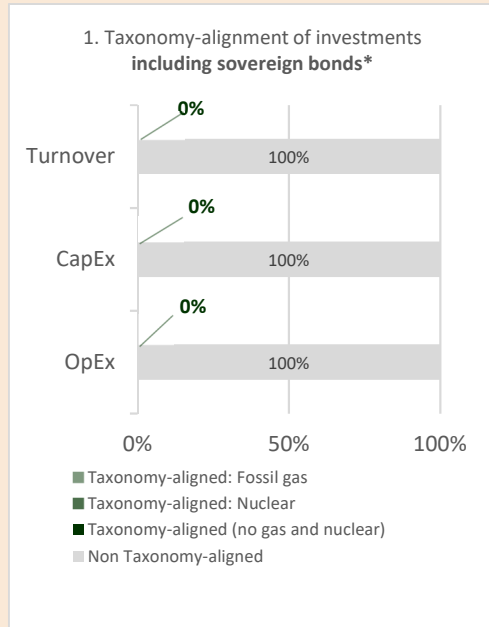 1. Taxonomy-alignment of investments
including sovereign bonds*
0%
Turnover 100%
0%
CapEx 100%
0%
OpEx 100%
0% 50% 100%
Taxonomy-aligned: Fossil gas
Taxonomy-aligned: Nuclear
Taxonomy-aligned (no gas and nuclear)
Non Taxonomy-aligned